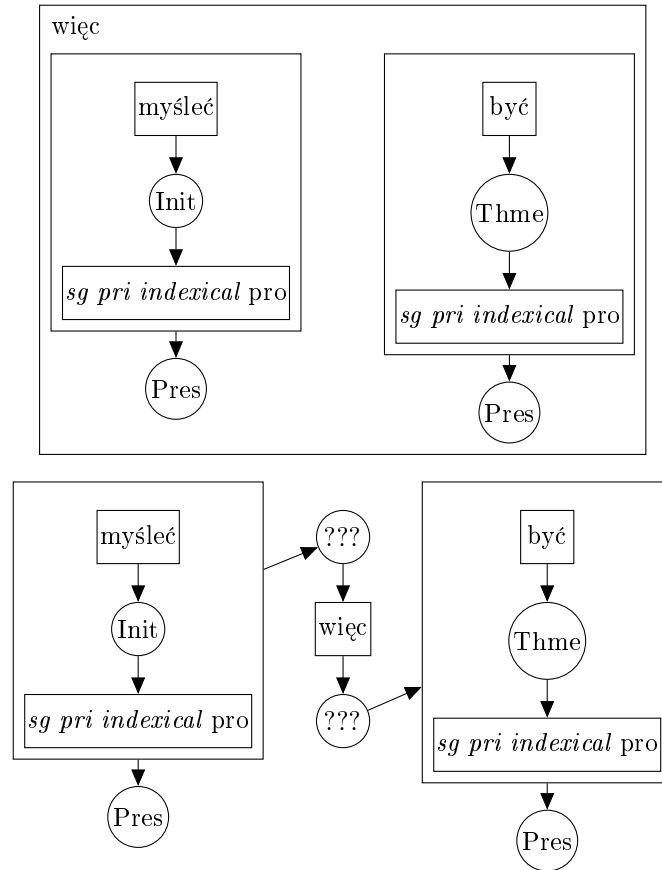 więc
myśleć
być
Init
Thme
sg pri indexical pro
sg pri indexical pro
Pres
Pres
myśleć
???
być
Init
więc
Thme
sg pri indexical pro
???
sg pri indexical pro
Pres
Pres